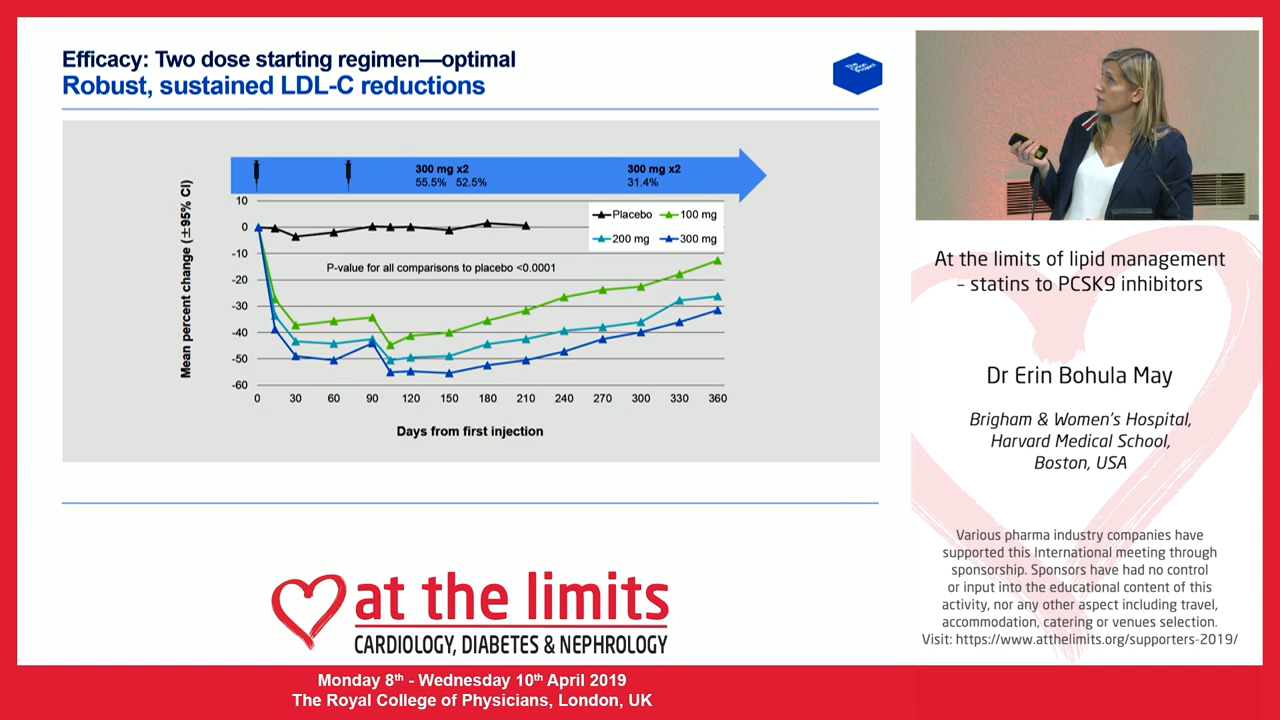 Efficacy: Two dose starting regimen—optimal
Robust, sustained LDL-C reductions
300 mg x2
55.5% 52.5%
300 mg x2
31.4%
Mean percent change (±95% CI)
10
0
-10
-20
-30
-40
-50
-60
Placebo
100 mg
200 mg
300 mg
P-value for all comparisons to placebo <0.0001
0 30 60 90 120 150 180 210 240 270 300 330 360
Days from first injection
at the limits
CARDIOLOGY, DIABETES & NEPHROLOGY
Monday 8th - Wednesday 10th April 2019
The Royal College of Physicians, London, UK
At the limits of lipid management
– statins to PCSK9 inhibitors
Dr Erin Bohula May
Brigham & Women's Hospital,
Harvard Medical School,
Boston, USA
Various pharma industry companies have
supported this International meeting through
sponsorship. Sponsors have had no control
or input into the educational content of this
activity, nor any other aspect including travel,
accommodation, catering or venues selection.
Visit: https://www.atthelimits.org/supporters-2019/